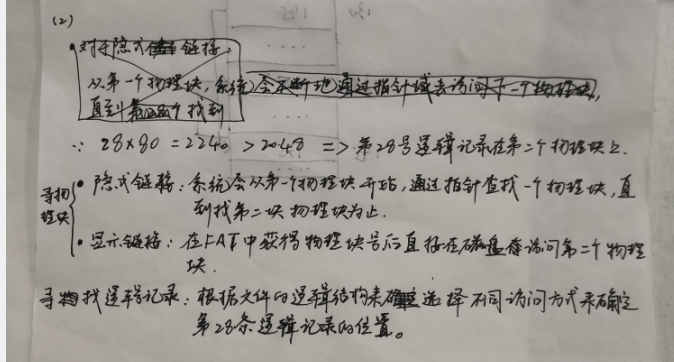 (2)
对于隐式链接,
从第一个物理块,系统会不断地通过指针域去访问下一个物理块,
直到 找到
∵ 28×80 = 2240 > 2048 => 第28号逻辑记录在第二个物理块上.
寻物理块
• 隐式链接:系统会从第一个物理块开始,通过指针查找一个物理块,直
到找第二块物理块为止.
• 显示链接:在FAT中获得物理块号后直接在磁盘存访问第二个物理
块.
寻找逻辑记录:根据文件的逻辑结构来选择不同访问方式来确定
第28条逻辑记录的位置。